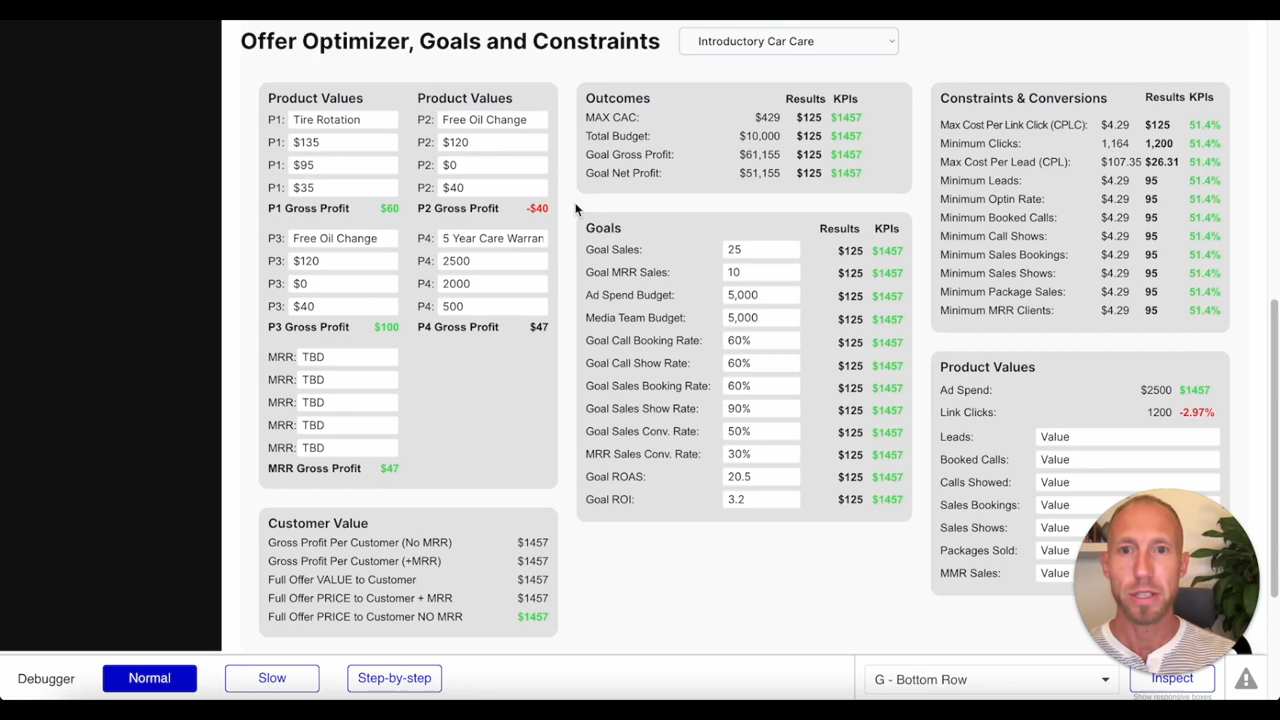 Offer Optimizer, Goals and Constraints
Introductory Car Care
Product Values
P1: Tire Rotation
P1: $135
P1: $95
P1: $35
P1 Gross Profit $60
Product Values
P2: Free Oil Change
P2: $120
P2: $0
P2: $40
P2 Gross Profit -$40
P3: Free Oil Change
P3: $120
P3: $0
P3: $40
P3 Gross Profit $100
P4: 5 Year Care Warran
P4: 2500
P4: 2000
P4: 500
P4 Gross Profit $47
MRR: TBD
MRR: TBD
MRR: TBD
MRR: TBD
MRR: TBD
MRR Gross Profit $47
Customer Value
Gross Profit Per Customer (No MRR) $1457
Gross Profit Per Customer (+MRR) $1457
Full Offer VALUE to Customer $1457
Full Offer PRICE to Customer + MRR $1457
Full Offer PRICE to Customer NO MRR $1457
Outcomes Results KPIs
MAX CAC: $429 $125 $1457
Total Budget: $10,000 $125 $1457
Goal Gross Profit: $61,155 $125 $1457
Goal Net Profit: $51,155 $125 $1457
Goals Results KPIs
Goal Sales: 25 $125 $1457
Goal MRR Sales: 10 $125 $1457
Ad Spend Budget: 5,000 $125 $1457
Media Team Budget: 5,000 $125 $1457
Goal Call Booking Rate: 60% $125 $1457
Goal Call Show Rate: 60% $125 $1457
Goal Sales Booking Rate: 60% $125 $1457
Goal Sales Show Rate: 90% $125 $1457
Goal Sales Conv. Rate: 50% $125 $1457
MRR Sales Conv. Rate: 30% $125 $1457
Goal ROAS: 20.5 $125 $1457
Goal ROI: 3.2 $125 $1457
Constraints & Conversions Results KPIs
Max Cost Per Link Click (CPLC): $4.29 $125 51.4%
Minimum Clicks: 1,164 1,200 51.4%
Max Cost Per Lead (CPL): $107.35 $26.31 51.4%
Minimum Leads: $4.29 95 51.4%
Minimum Optin Rate: $4.29 95 51.4%
Minimum Booked Calls: $4.29 95 51.4%
Minimum Call Shows: $4.29 95 51.4%
Minimum Sales Bookings: $4.29 95 51.4%
Minimum Sales Shows: $4.29 95 51.4%
Minimum Package Sales: $4.29 95 51.4%
Minimum MRR Clients: $4.29 95 51.4%
Product Values
Ad Spend: $2500 $1457
Link Clicks: 1200 -2.97%
Leads: Value
Booked Calls: Value
Calls Showed: Value
Sales Bookings: Value
Sales Shows: Value
Packages Sold: Value
MMR Sales: Value
Debugger Normal Slow Step-by-step G - Bottom Row Inspect
Show responsive boxes